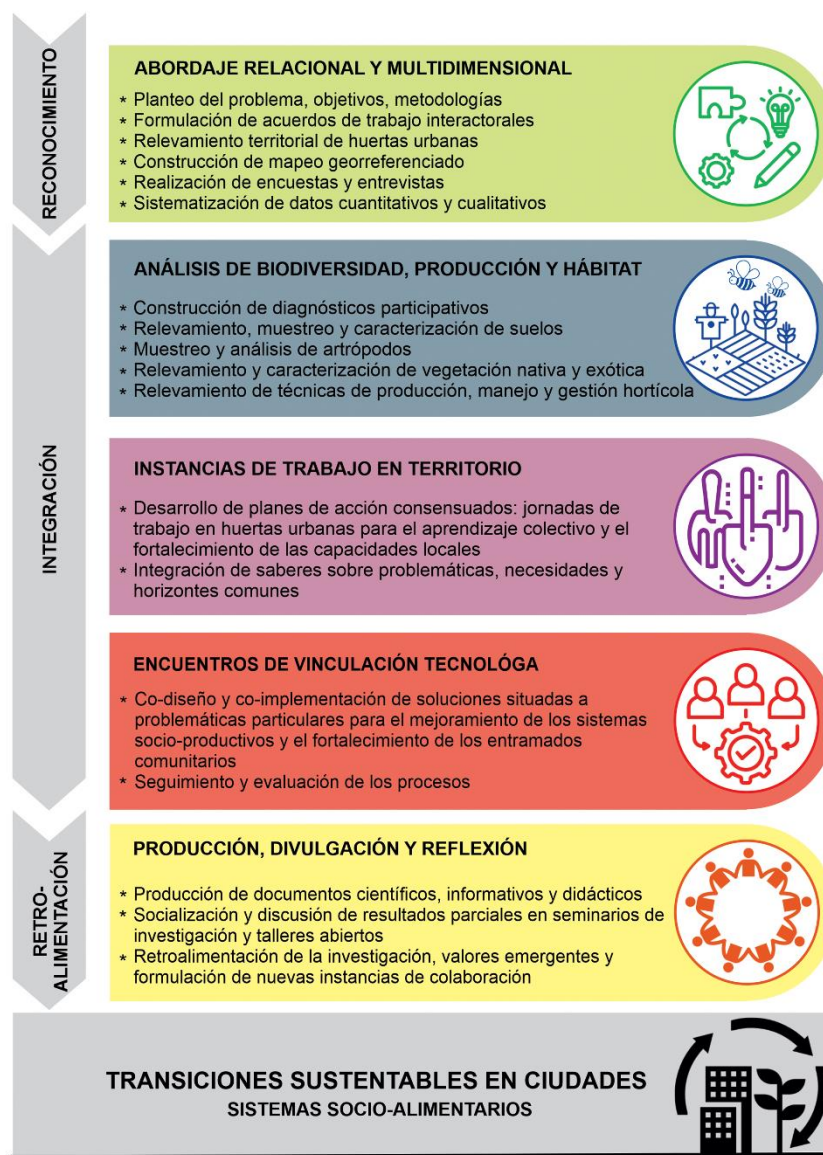 RECONOCIMIENTO
ABORDAJE RELACIONAL Y MULTIDIMENSIONAL
* Planteo del problema, objetivos, metodologías
* Formulación de acuerdos de trabajo interactorales
* Relevamiento territorial de huertas urbanas
* Construcción de mapeo georreferenciado
* Realización de encuestas y entrevistas
* Sistematización de datos cuantitativos y cualitativos
INTEGRACIÓN
ANÁLISIS DE BIODIVERSIDAD, PRODUCCIÓN Y HÁBITAT
* Construcción de diagnósticos participativos
* Relevamiento, muestreo y caracterización de suelos
* Muestreo y análisis de artrópodos
* Relevamiento y caracterización de vegetación nativa y exótica
* Relevamiento de técnicas de producción, manejo y gestión hortícola
INSTANCIAS DE TRABAJO EN TERRITORIO
* Desarrollo de planes de acción consensuados: jornadas de
trabajo en huertas urbanas para el aprendizaje colectivo y el
fortalecimiento de las capacidades locales
* Integración de saberes sobre problemáticas, necesidades y
horizontes comunes
ENCUENTROS DE VINCULACIÓN TECNOLÓGA
* Co-diseño y co-implementación de soluciones situadas a
problemáticas particulares para el mejoramiento de los sistemas
socio-productivos y el fortalecimiento de los entramados
comunitarios
* Seguimiento y evaluación de los procesos
RETRO-
ALIMENTACIÓN
PRODUCCIÓN, DIVULGACIÓN Y REFLEXIÓN
* Producción de documentos científicos, informativos y didácticos
* Socialización y discusión de resultados parciales en seminarios de
investigación y talleres abiertos
* Retroalimentación de la investigación, valores emergentes y
formulación de nuevas instancias de colaboración
TRANSICIONES SUSTENTABLES EN CIUDADES
SISTEMAS SOCIO-ALIMENTARIOS